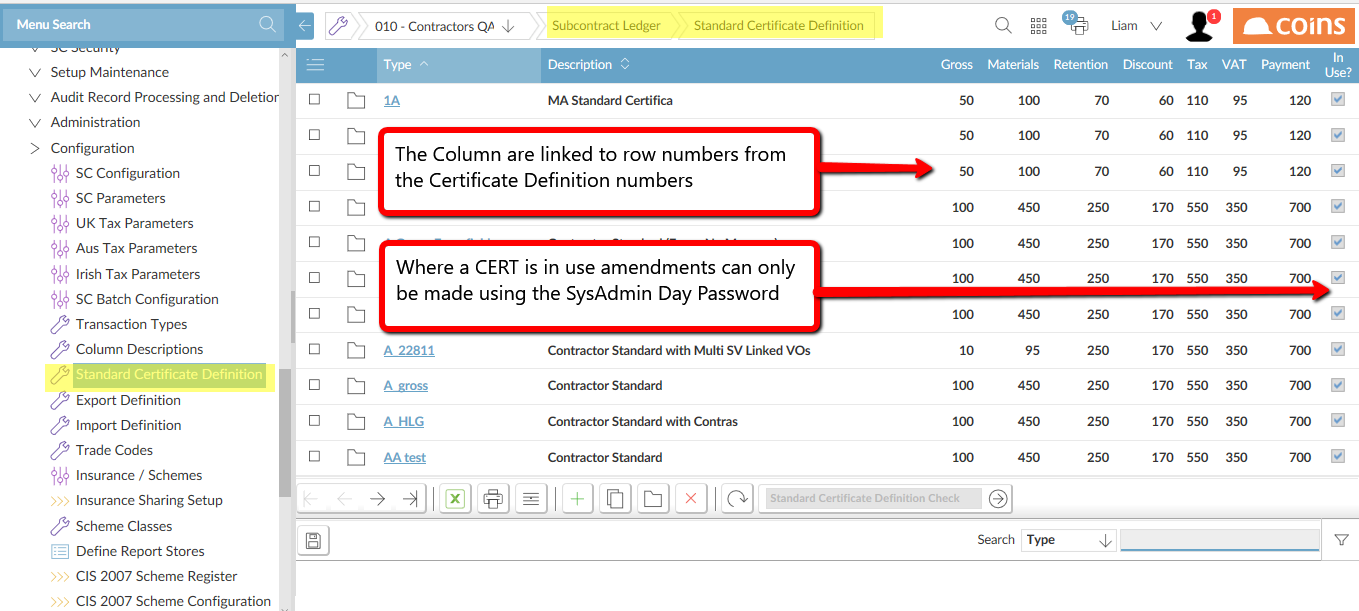 Menu Search
010 - Contractors QA
Subcontract Ledger
Standard Certificate Definition
19
Liam
1
coins
SC Security
Setup Maintenance
Audit Record Processing and Deletion
Administration
Configuration
SC Configuration
SC Parameters
UK Tax Parameters
Aus Tax Parameters
Irish Tax Parameters
SC Batch Configuration
Transaction Types
Column Descriptions
Standard Certificate Definition
Export Definition
Import Definition
Trade Codes
Insurance / Schemes
Insurance Sharing Setup
Scheme Classes
Define Report Stores
CIS 2007 Scheme Register
CIS 2007 Scheme Configuration
Type Description Gross Materials Retention Discount Tax VAT Payment In Use?
1A MA Standard Certifica 50 100 70 60 110 95 120
50 100 70 60 110 95 120
50 100 70 60 110 95 120
100 450 250 170 550 350 700
100 450 250 170 550 350 700
100 450 250 170 550 350 700
100 450 250 170 550 350 700
A_22811 Contractor Standard with Multi SV Linked VOs 10 95 250 170 550 350 700
A_gross Contractor Standard 100 450 250 170 550 350 700
A_HLG Contractor Standard with Contras 100 450 250 170 550 350 700
AA test Contractor Standard 100 450 250 170 550 350 700
The Column are linked to row numbers from
the Certificate Definition numbers
Where a CERT is in use amendments can only
be made using the SysAdmin Day Password
Standard Certificate Definition Check
Search Type